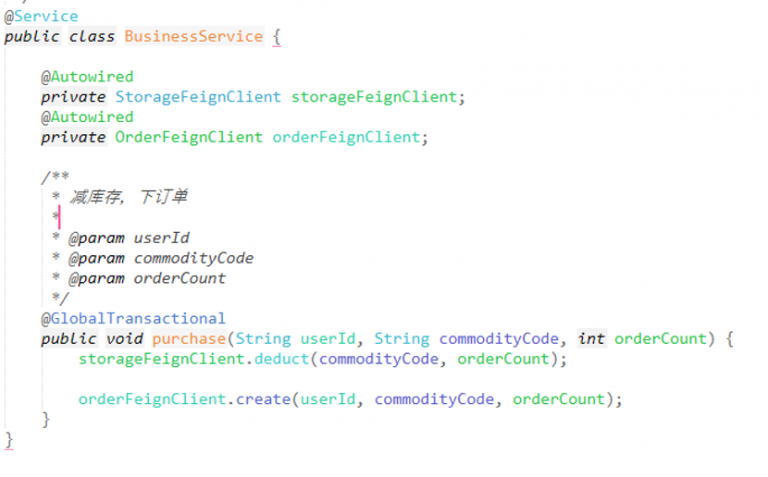 @Service
public class BusinessService {
@Autowired
private StorageFeignClient storageFeignClient;
@Autowired
private OrderFeignClient orderFeignClient;
/**
* 减库存，下订单
*
* @param userId
* @param commodityCode
* @param orderCount
*/
@GlobalTransactional
public void purchase(String userId, String commodityCode, int orderCount) {
storageFeignClient.deduct(commodityCode, orderCount);
orderFeignClient.create(userId, commodityCode, orderCount);
}
}